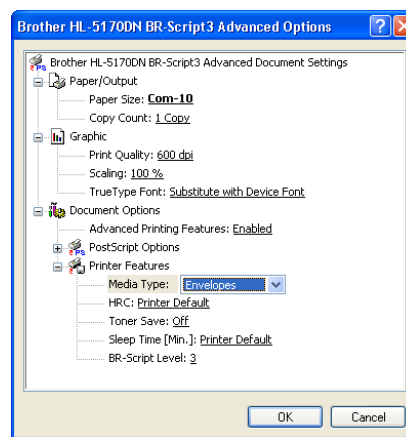 Brother HL-5170DN BR-Script3 Advanced Options
Brother HL-5170DN BR-Script3 Advanced Document Settings
Paper/Output
Paper Size: Com-10
Copy Count: 1 Copy
Graphic
Print Quality: 600 dpi
Scaling: 100 %
TrueType Font: Substitute with Device Font
Document Options
Advanced Printing Features: Enabled
PostScript Options
Printer Features
Media Type: Envelopes
HRC: Printer Default
Toner Save: Off
Sleep Time [Min.]: Printer Default
BR-Script Level: 3
OK Cancel